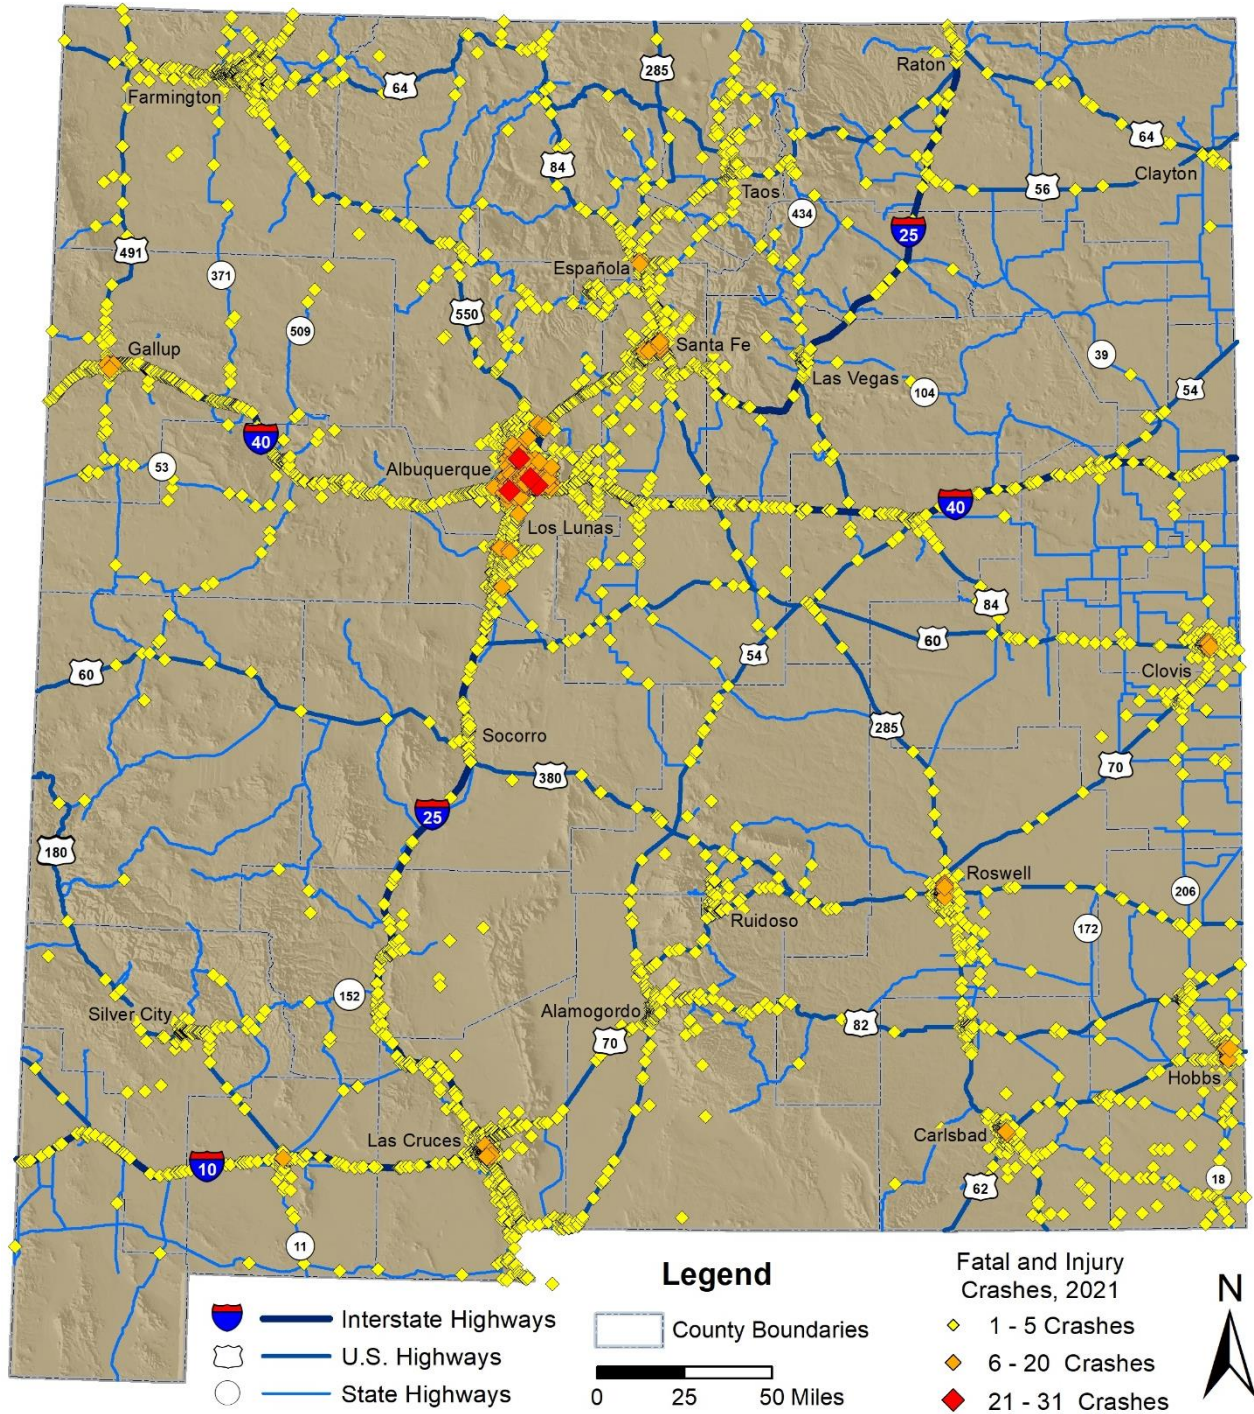 Raton
285
Farmington
64
64
84
Clayton
56
Taos
434
25
491
Española
371
550
509
Gallup
Santa Fe
39
Las Vegas
54
104
40
53
Albuquerque
40
Los Lunas
84
60
54
60
Clovis
285
Socorro
70
380
25
180
Roswell
206
Ruidoso
172
152
Silver City
Alamogordo
82
70
Hobbs
Las Cruces
Carlsbad
10
62
18
11
Legend
Fatal and Injury
Crashes, 2021
N
Interstate Highways
County Boundaries
1 - 5 Crashes
U.S. Highways
6 - 20 Crashes
State Highways
0 25 50 Miles
21 - 31 Crashes